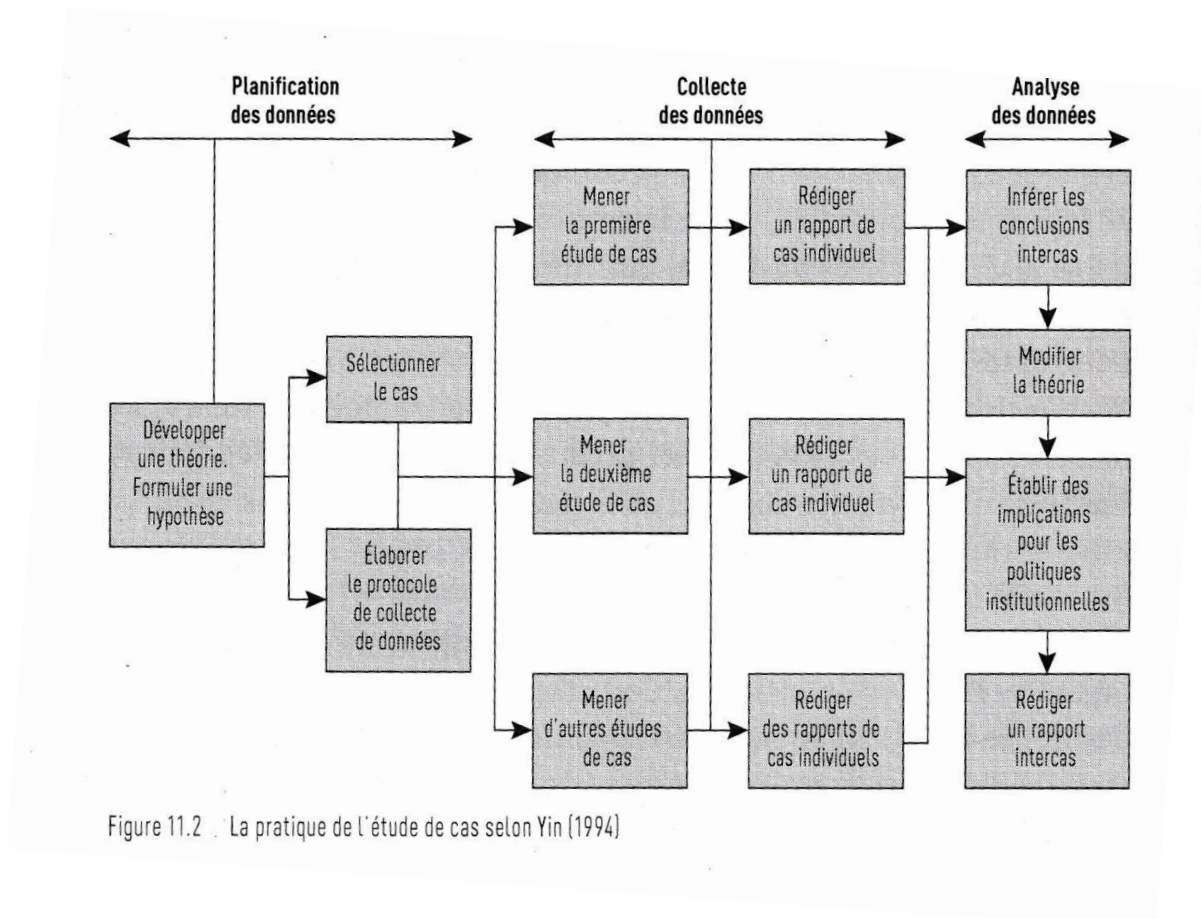 Planification
des données
Collecte
des données
Analyse
des données
Développer
une théorie.
Formuler une
hypothèse
Sélectionner
le cas
Élaborer
le protocole
de collecte
de données
Mener
la première
étude de cas
Rédiger
un rapport de
cas individuel
Mener
la deuxième
étude de cas
Rédiger
un rapport de
cas individuel
Mener
d'autres études
de cas
Rédiger
des rapports de
cas individuels
Inférer les
conclusions
intercas
Modifier
la théorie
Établir des
implications
pour les
politiques
institutionnelles
Rédiger
un rapport
intercas
Figure 11.2 La pratique de l'étude de cas selon Yin (1994)